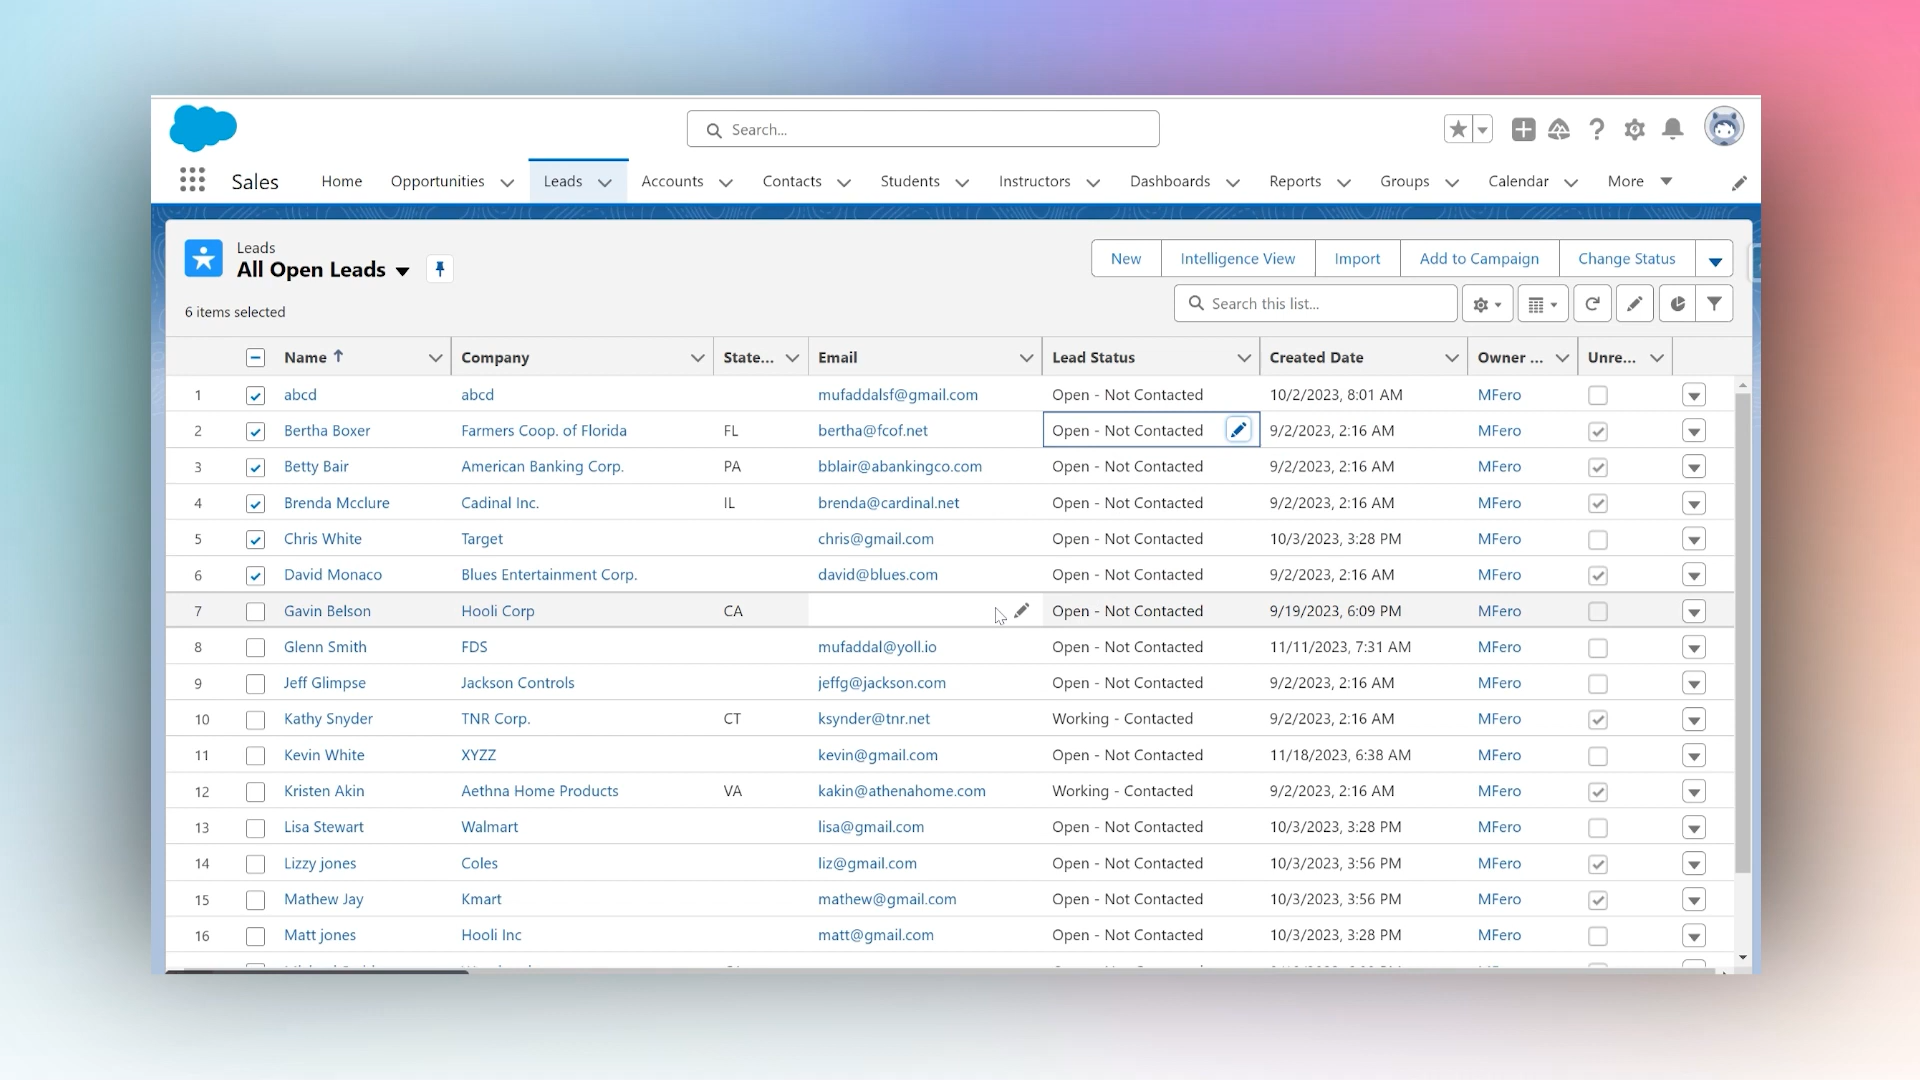 Search...
Sales Home Opportunities Leads Accounts Contacts Students Instructors Dashboards Reports Groups Calendar More
Leads
All Open Leads
New Intelligence View Import Add to Campaign Change Status
6 items selected
Search this list...
Name Company State... Email Lead Status Created Date Owner ... Unre...
1 abcd abcd mufaddalsf@gmail.com Open - Not Contacted 10/2/2023, 8:01 AM MFero
2 Bertha Boxer Farmers Coop. of Florida FL bertha@fcof.net Open - Not Contacted 9/2/2023, 2:16 AM MFero
3 Betty Bair American Banking Corp. PA bblair@abankingco.com Open - Not Contacted 9/2/2023, 2:16 AM MFero
4 Brenda Mcclure Cadinal Inc. IL brenda@cardinal.net Open - Not Contacted 9/2/2023, 2:16 AM MFero
5 Chris White Target chris@gmail.com Open - Not Contacted 10/3/2023, 3:28 PM MFero
6 David Monaco Blues Entertainment Corp. david@blues.com Open - Not Contacted 9/2/2023, 2:16 AM MFero
7 Gavin Belson Hooli Corp CA Open - Not Contacted 9/19/2023, 6:09 PM MFero
8 Glenn Smith FDS mufaddal@yoll.io Open - Not Contacted 11/11/2023, 7:31 AM MFero
9 Jeff Glimpse Jackson Controls jeffg@jackson.com Open - Not Contacted 9/2/2023, 2:16 AM MFero
10 Kathy Snyder TNR Corp. CT ksynder@tnr.net Working - Contacted 9/2/2023, 2:16 AM MFero
11 Kevin White XYZZ kevin@gmail.com Open - Not Contacted 11/18/2023, 6:38 AM MFero
12 Kristen Akin Aethna Home Products VA kakin@athenahome.com Working - Contacted 9/2/2023, 2:16 AM MFero
13 Lisa Stewart Walmart lisa@gmail.com Open - Not Contacted 10/3/2023, 3:28 PM MFero
14 Lizzy jones Coles liz@gmail.com Open - Not Contacted 10/3/2023, 3:56 PM MFero
15 Mathew Jay Kmart mathew@gmail.com Open - Not Contacted 10/3/2023, 3:56 PM MFero
16 Matt jones Hooli Inc matt@gmail.com Open - Not Contacted 10/3/2023, 3:28 PM MFero